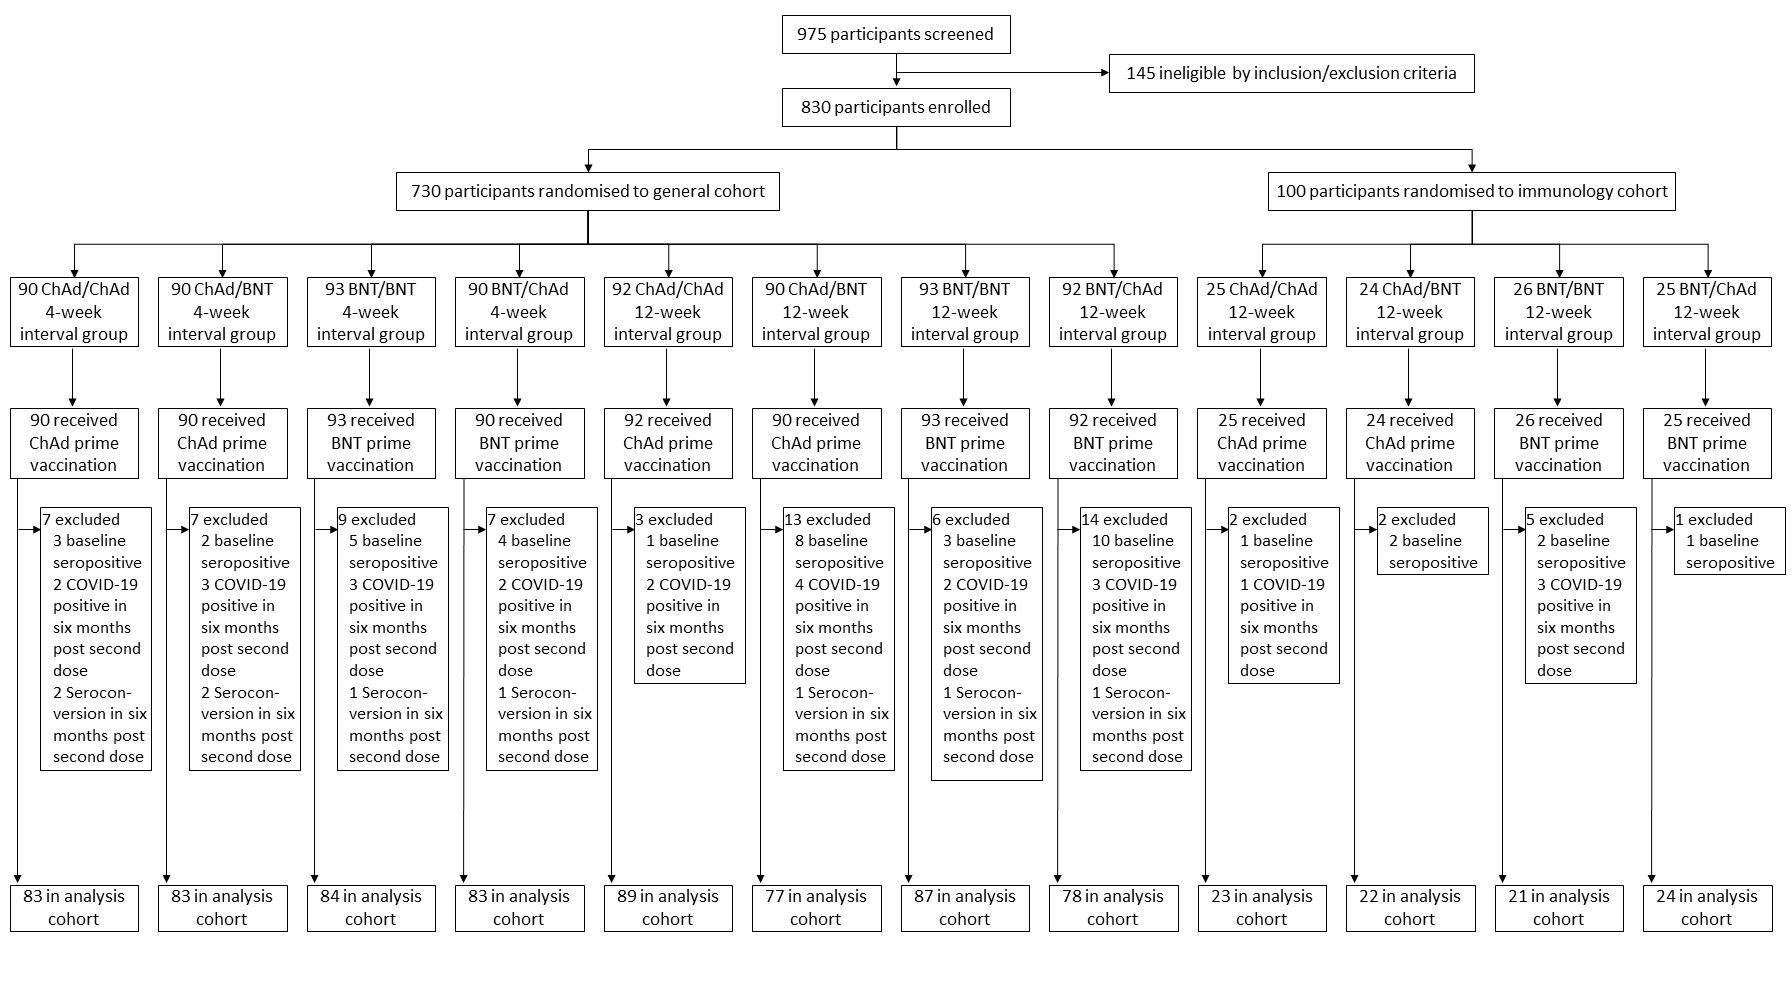 975 participants screened
145 ineligible by inclusion/exclusion criteria
830 participants enrolled
730 participants randomised to general cohort
100 participants randomised to immunology cohort
90 ChAd/ChAd
4-week
interval group
90 ChAd/BNT
4-week
interval group
93 BNT/BNT
4-week
interval group
90 BNT/ChAd
4-week
interval group
92 ChAd/ChAd
12-week
interval group
90 ChAd/BNT
12-week
interval group
93 BNT/BNT
12-week
interval group
92 BNT/ChAd
12-week
interval group
25 ChAd/ChAd
12-week
interval group
24 ChAd/BNT
12-week
interval group
26 BNT/BNT
12-week
interval group
25 BNT/ChAd
12-week
interval group
90 received
ChAd prime
vaccination
90 received
ChAd prime
vaccination
93 received
BNT prime
vaccination
90 received
BNT prime
vaccination
92 received
ChAd prime
vaccination
90 received
ChAd prime
vaccination
93 received
BNT prime
vaccination
92 received
BNT prime
vaccination
25 received
ChAd prime
vaccination
24 received
ChAd prime
vaccination
26 received
BNT prime
vaccination
25 received
BNT prime
vaccination
7 excluded
3 baseline
seropositive
2 COVID-19
positive in
six months
post second
dose
2 Serocon-
version in six
months post
second dose
7 excluded
2 baseline
seropositive
3 COVID-19
positive in
six months
post second
dose
2 Serocon-
version in six
months post
second dose
9 excluded
5 baseline
seropositive
3 COVID-19
positive in
six months
post second
dose
1 Serocon-
version in six
months post
second dose
7 excluded
4 baseline
seropositive
2 COVID-19
positive in
six months
post second
dose
1 Serocon-
version in six
months post
second dose
3 excluded
1 baseline
seropositive
2 COVID-19
positive in
six months
post second
dose
13 excluded
8 baseline
seropositive
4 COVID-19
positive in
six months
post second
dose
1 Serocon-
version in six
months post
second dose
6 excluded
3 baseline
seropositive
2 COVID-19
positive in
six months
post second
dose
1 Serocon-
version in six
months post
second dose
14 excluded
10 baseline
seropositive
3 COVID-19
positive in
six months
post second
dose
1 Serocon-
version in six
months post
second dose
2 excluded
1 baseline
seropositive
1 COVID-19
positive in
six months
post second
dose
2 excluded
2 baseline
seropositive
5 excluded
2 baseline
seropositive
3 COVID-19
positive in
six months
post second
dose
1 excluded
1 baseline
seropositive
83 in analysis
cohort
83 in analysis
cohort
84 in analysis
cohort
83 in analysis
cohort
89 in analysis
cohort
77 in analysis
cohort
87 in analysis
cohort
78 in analysis
cohort
23 in analysis
cohort
22 in analysis
cohort
21 in analysis
cohort
24 in analysis
cohort